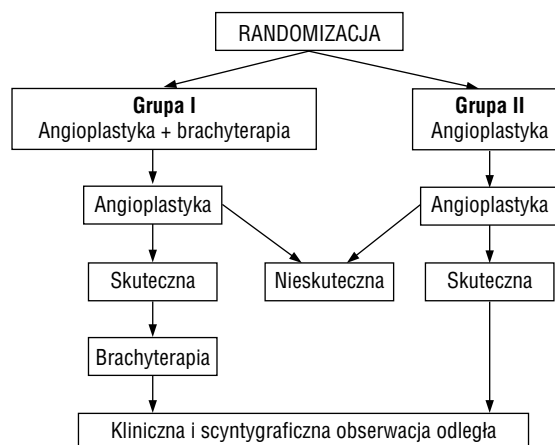 RANDOMIZACJA
Grupa I
Angioplastyka + brachyterapia
Grupa II
Angioplastyka
Angioplastyka
Angioplastyka
Skuteczna
Nieskuteczna
Skuteczna
Brachyterapia
Kliniczna i scyntygraficzna obserwacja odległa